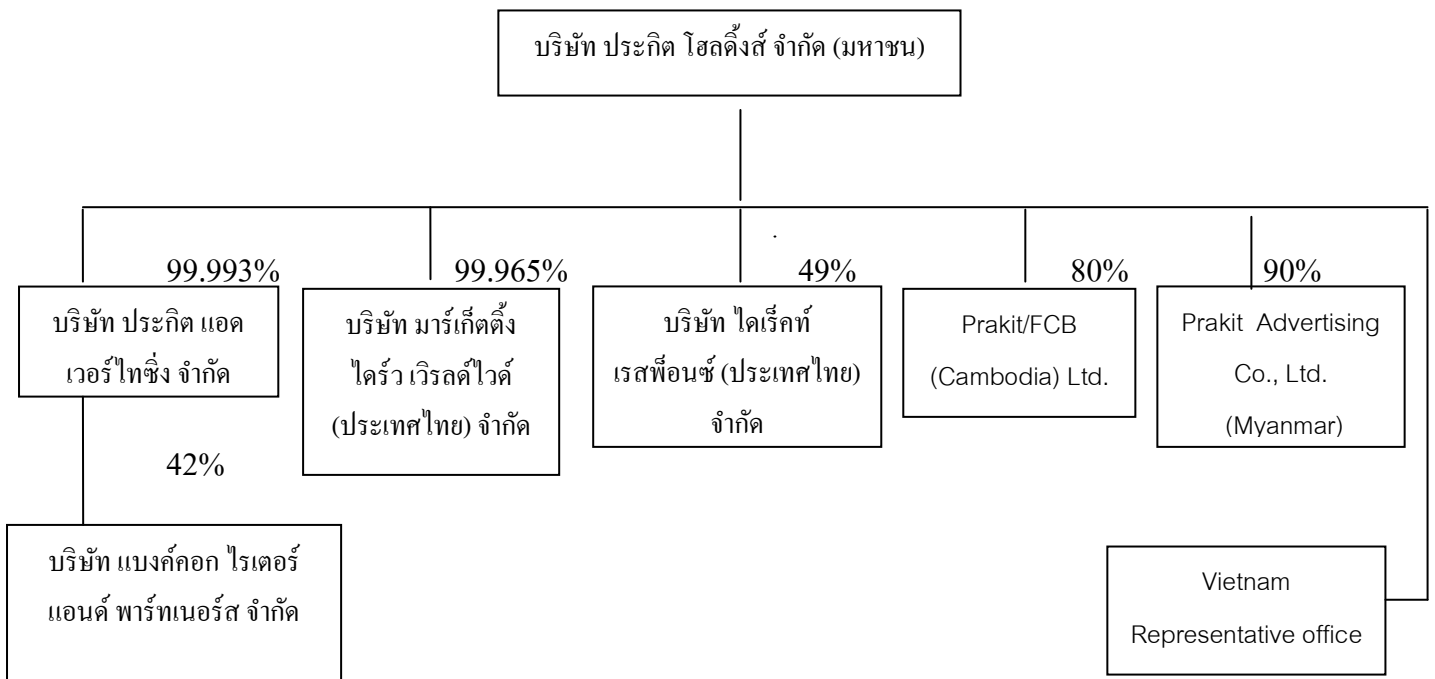 บริษัท ประกิต โฮลดิ้งส์ จำกัด (มหาชน)
99.993%
99.965%
49%
80%
90%
บริษัท ประกิต แอด
เวอร์ไทซิ่ง จำกัด
บริษัท มาร์เก็ตติ้ง
ไดร์ว เวิรลด์ไวด์
(ประเทศไทย) จำกัด
บริษัท ไดเร็คท์
เรสพ็อนซ์ (ประเทศไทย)
จำกัด
Prakit/FCB
(Cambodia) Ltd.
Prakit Advertising
Co., Ltd.
(Myanmar)
42%
บริษัท แบงค์คอก ไรเตอร์
แอนด์ พาร์ทเนอร์ส จำกัด
Vietnam
Representative office